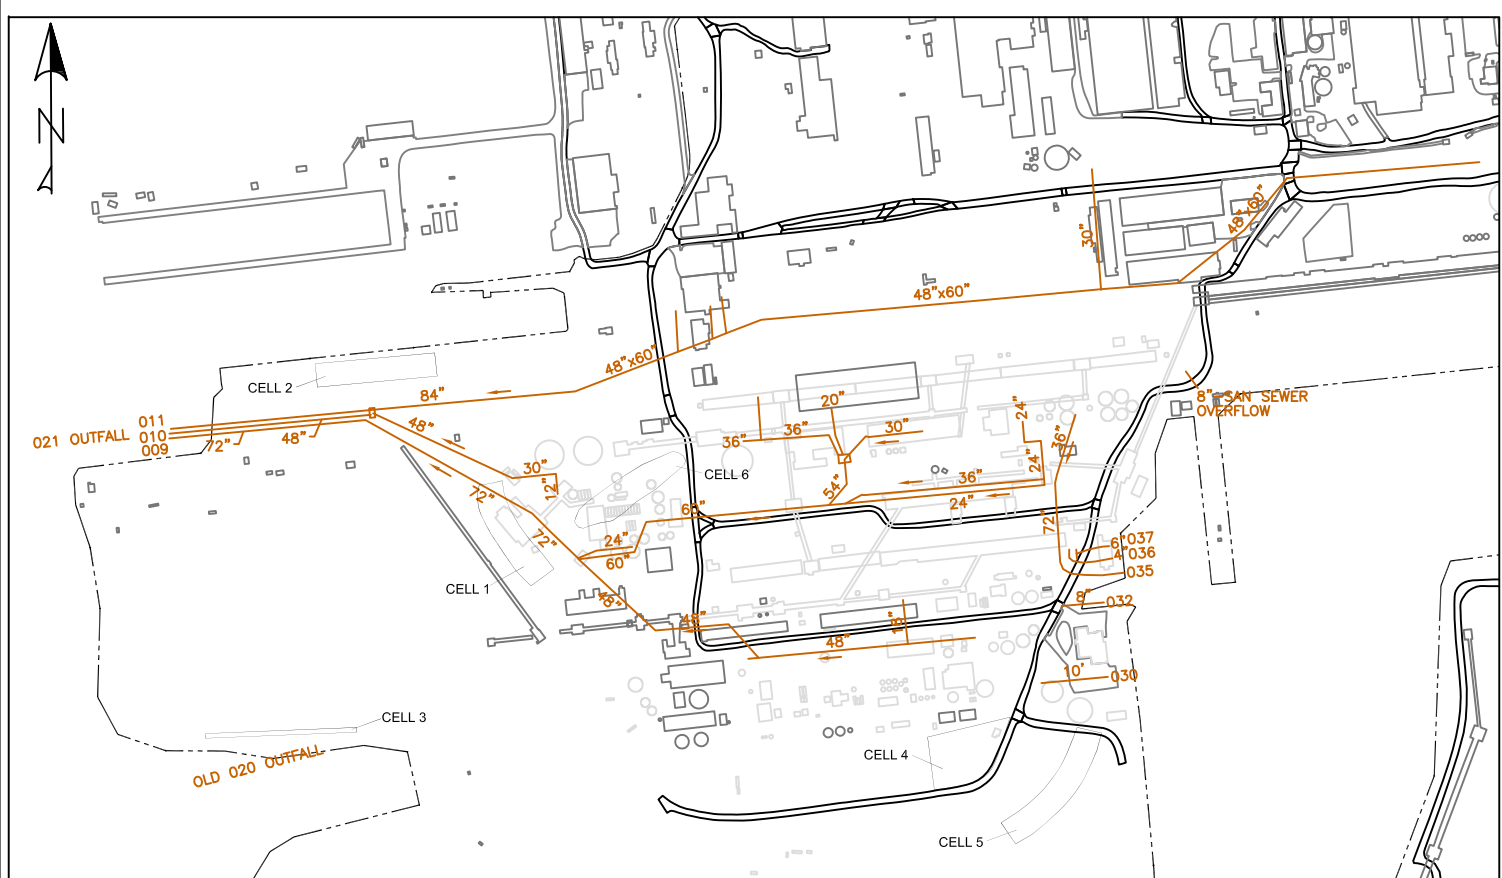 N
48"x60"
30"
48"x60"
48"x60"
CELL 2
84"
011
021 OUTFALL 010
009
72"
48"
48"
20"
36"
36"
30"
24"
36"
8" SAN SEWER
OVERFLOW
30"
12"
CELL 6
54"
36"
24"
24"
72"
72"
60"
72"
24"
60"
6"037
4"036
035
CELL 1
48"
48"
8"
032
18"
48"
10'
030
CELL 3
OLD 020 OUTFALL
CELL 4
CELL 5